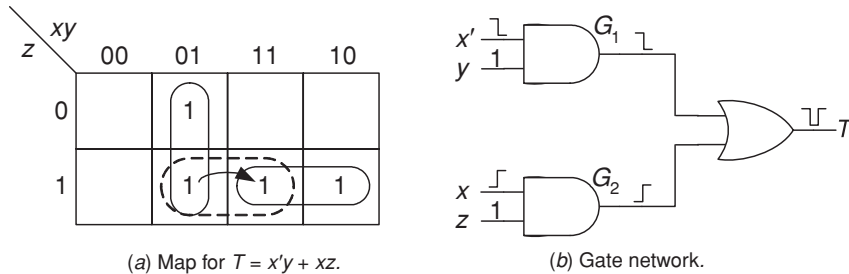 xy
z
00 01 11 10
0 1
1 1 1 1
(a) Map for T = x'y + xz.
x'
y 1
G1
x
z 1
G2
T
(b) Gate network.